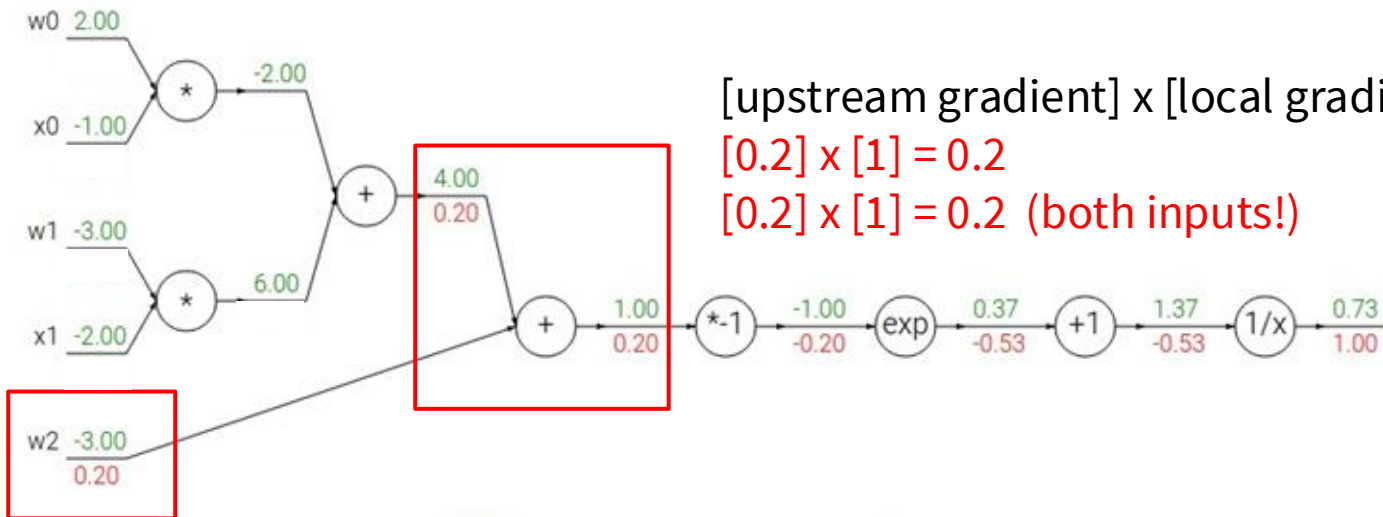 w0 2.00
* -2.00
x0 -1.00
[upstream gradient] x [local gradi
[0.2] x [1] = 0.2
[0.2] x [1] = 0.2 (both inputs!)
+ 4.00
0.20
w1 -3.00
* 6.00
x1 -2.00
+ 1.00 *-1 -1.00 exp 0.37 +1 1.37 1/x 0.73
0.20 -0.20 -0.53 -0.53 1.00
w2 -3.00
0.20